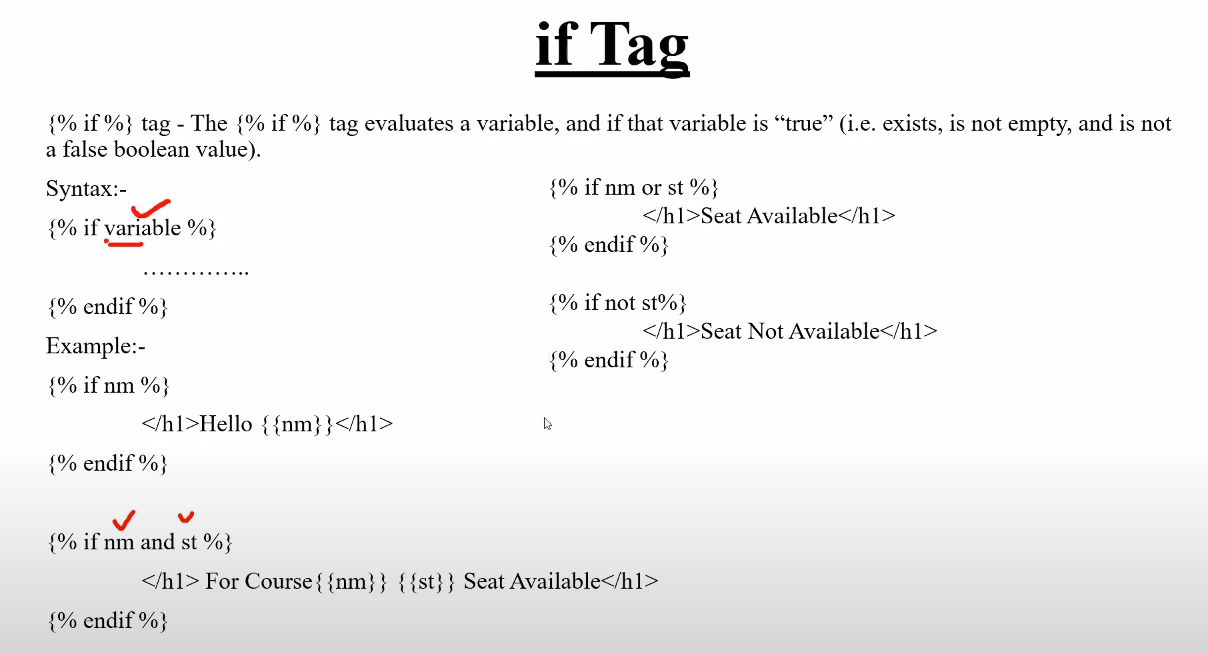 if Tag
{% if %} tag - The {% if %} tag evaluates a variable, and if that variable is “true” (i.e. exists, is not empty, and is not
a false boolean value).
Syntax:-
{% if variable %}
…………..
{% endif %}
Example:-
{% if nm %}
</h1>Hello {{nm}}</h1>
{% endif %}
{% if nm and st %}
</h1> For Course{{nm}} {{st}} Seat Available</h1>
{% endif %}
{% if nm or st %}
</h1>Seat Available</h1>
{% endif %}
{% if not st%}
</h1>Seat Not Available</h1>
{% endif %}